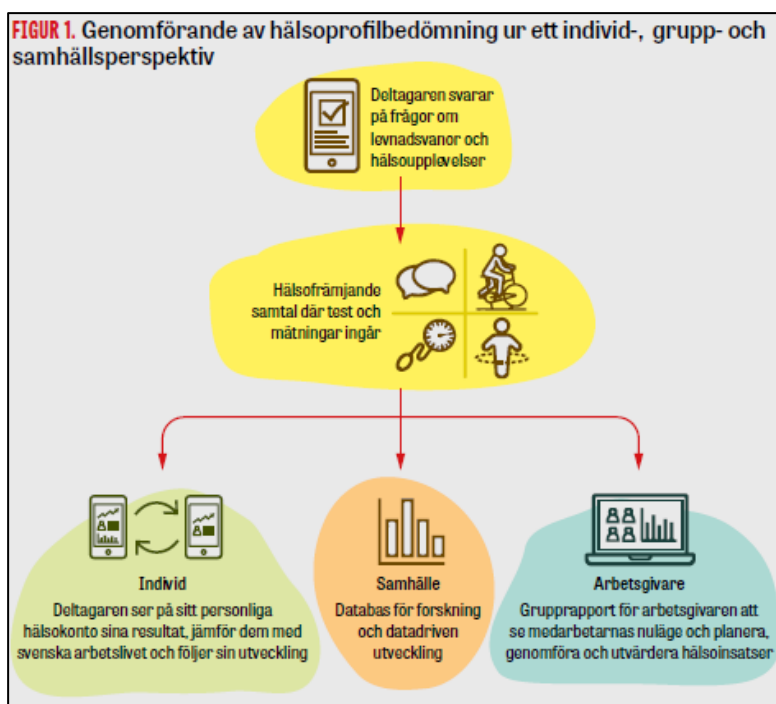 FIGUR 1. Genomförande av hälsoprofilbedömning ur ett individ-, grupp- och
samhällsperspektiv
Deltagaren svarar
på frågor om
levnadsvanor och
hälsoupplevelser
Hälsofrämjande
samtal där test och
mätningar ingår
Individ
Deltagaren ser på sitt personliga
hälsokonto sina resultat, jämför dem med
svenska arbetslivet och följer sin utveckling
Samhälle
Databas för forskning
och datadriven
utveckling
Arbetsgivare
Grupprapport för arbetsgivaren att
se medarbetarnas nuläge och planera,
genomföra och utvärdera hälsoinsatser